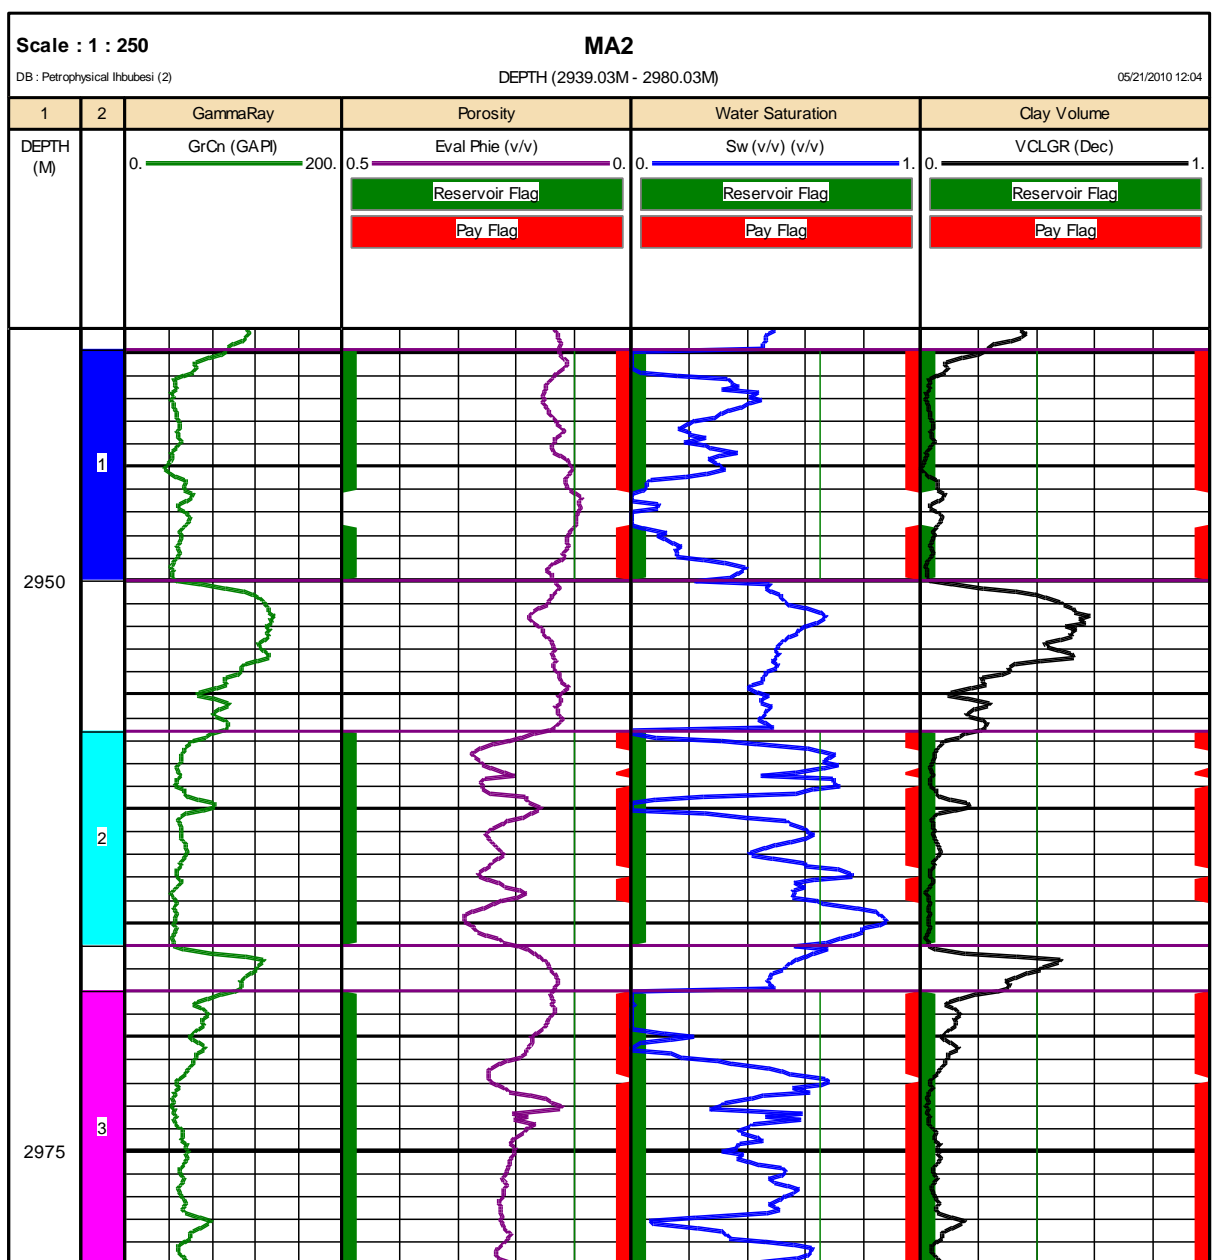 Scale : 1 : 250
MA2
DB : Petrophysical Ihbubesi (2)
DEPTH (2939.03M - 2980.03M)
05/21/2010 12:04
1 2 GammaRay Porosity Water Saturation Clay Volume
DEPTH
(M)
GrCn (GAPI)
0. 200.
Eval Phie (v/v)
0.5 0.
Sw (v/v) (v/v)
0. 1.
VCLGR (Dec)
0. 1.
Reservoir Flag Reservoir Flag Reservoir Flag
Pay Flag Pay Flag Pay Flag
1
2950
2
3
2975